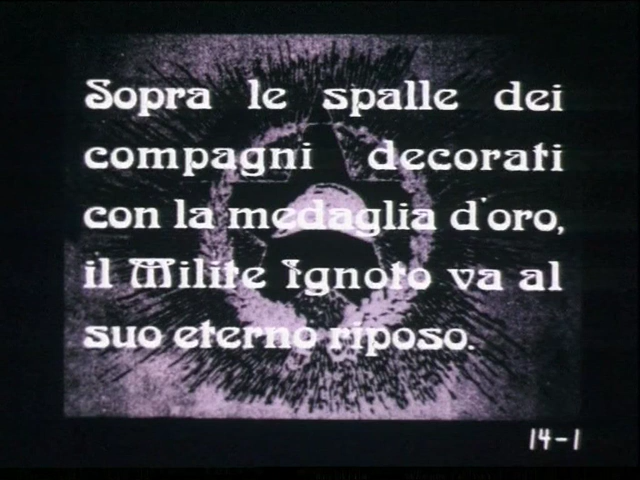 Sopra le spalle dei
compagni decorati
con la medaglia d'oro,
il Milite Ignoto va al
suo eterno riposo.
14-1